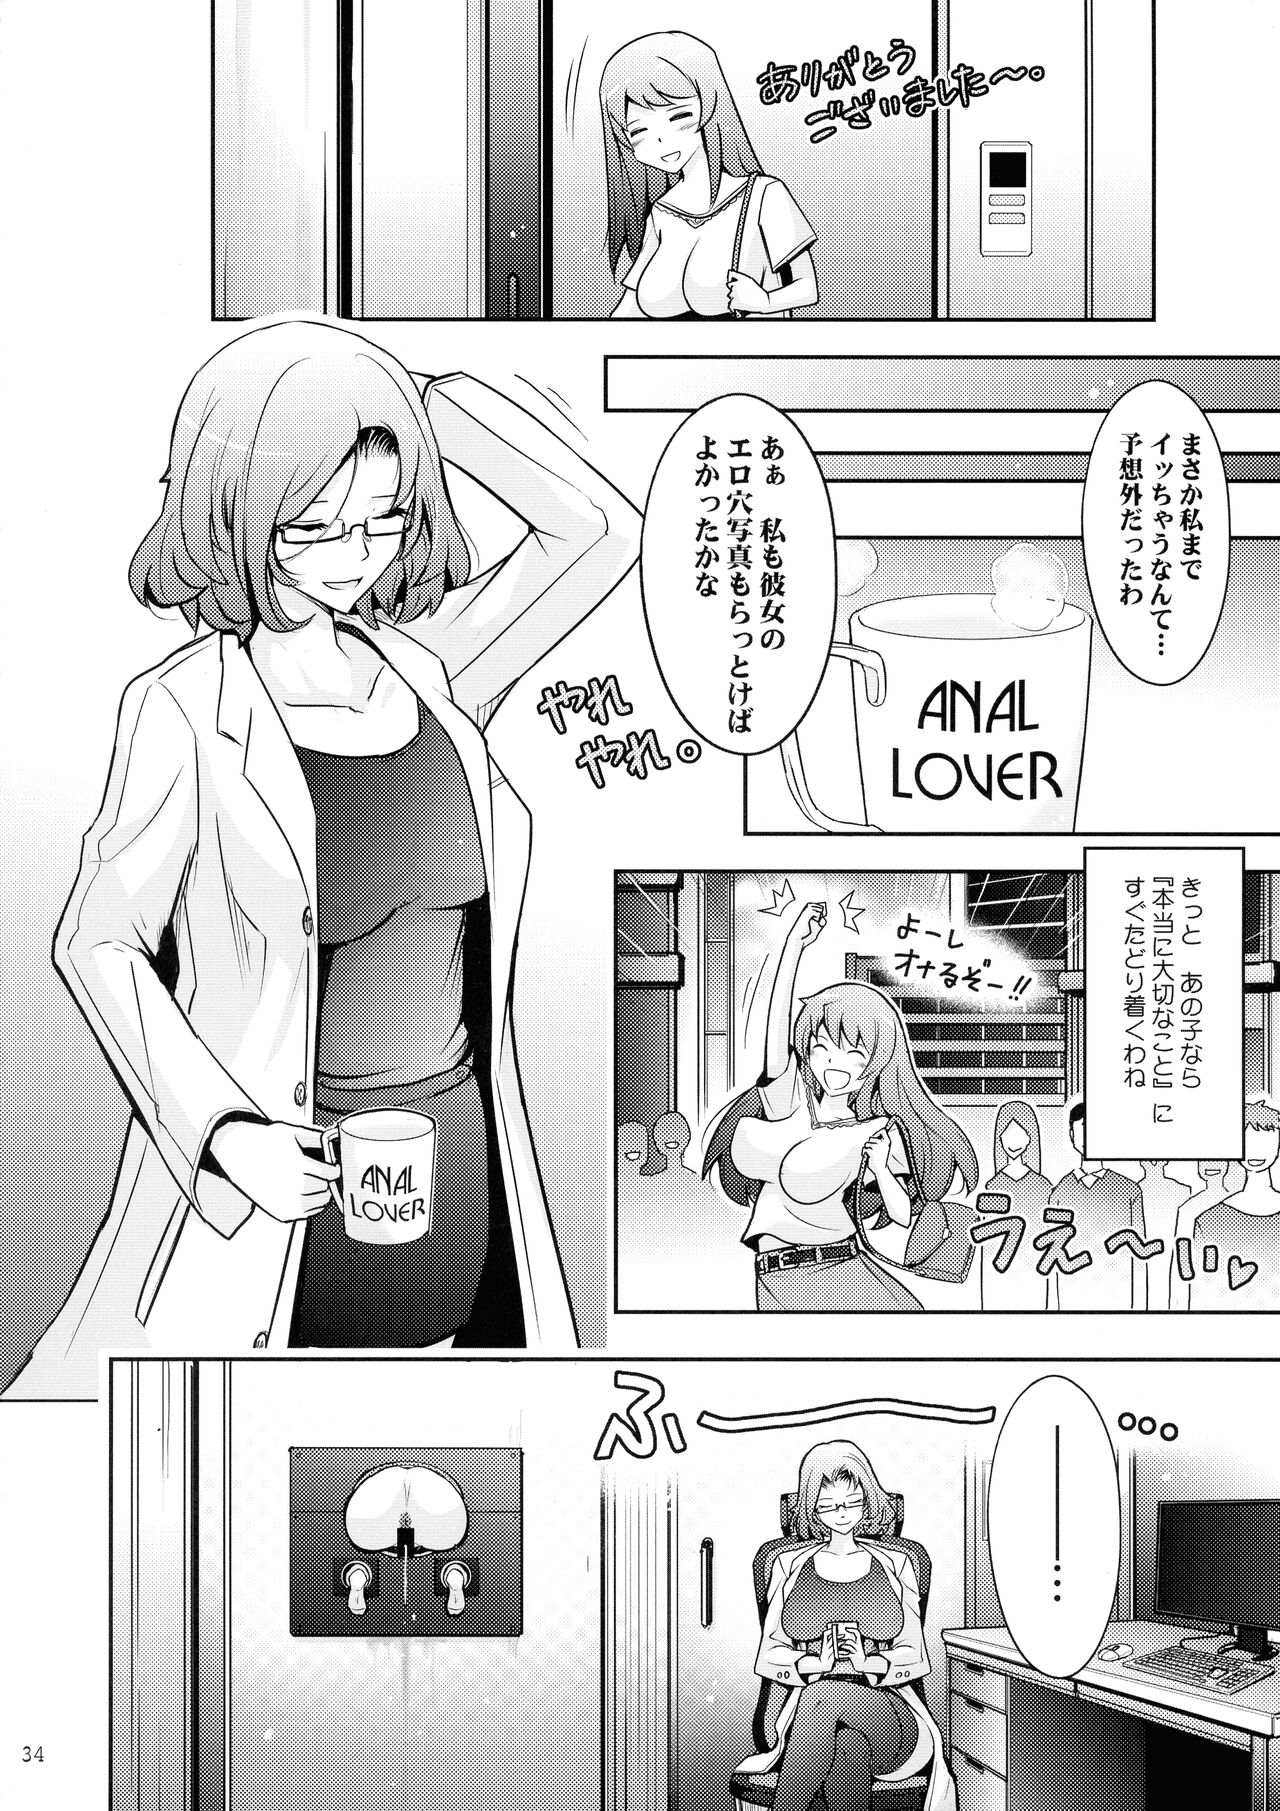 ありがとう
ございました～。
まさか私まで
イッちゃうなんて…
予想外だったわ
あぁ 私も彼女の
エロ穴写真もらっとけば
よかったかな
ANAL
LOVER
やれ
やれ。
ANAL
LOVER
きっと あの子なら
『本当に大切なこと』に
すぐたどり着くわね
よーし
オナるぞー!!
うえ～ぃぃ♡
―――…
ふ―――…
34